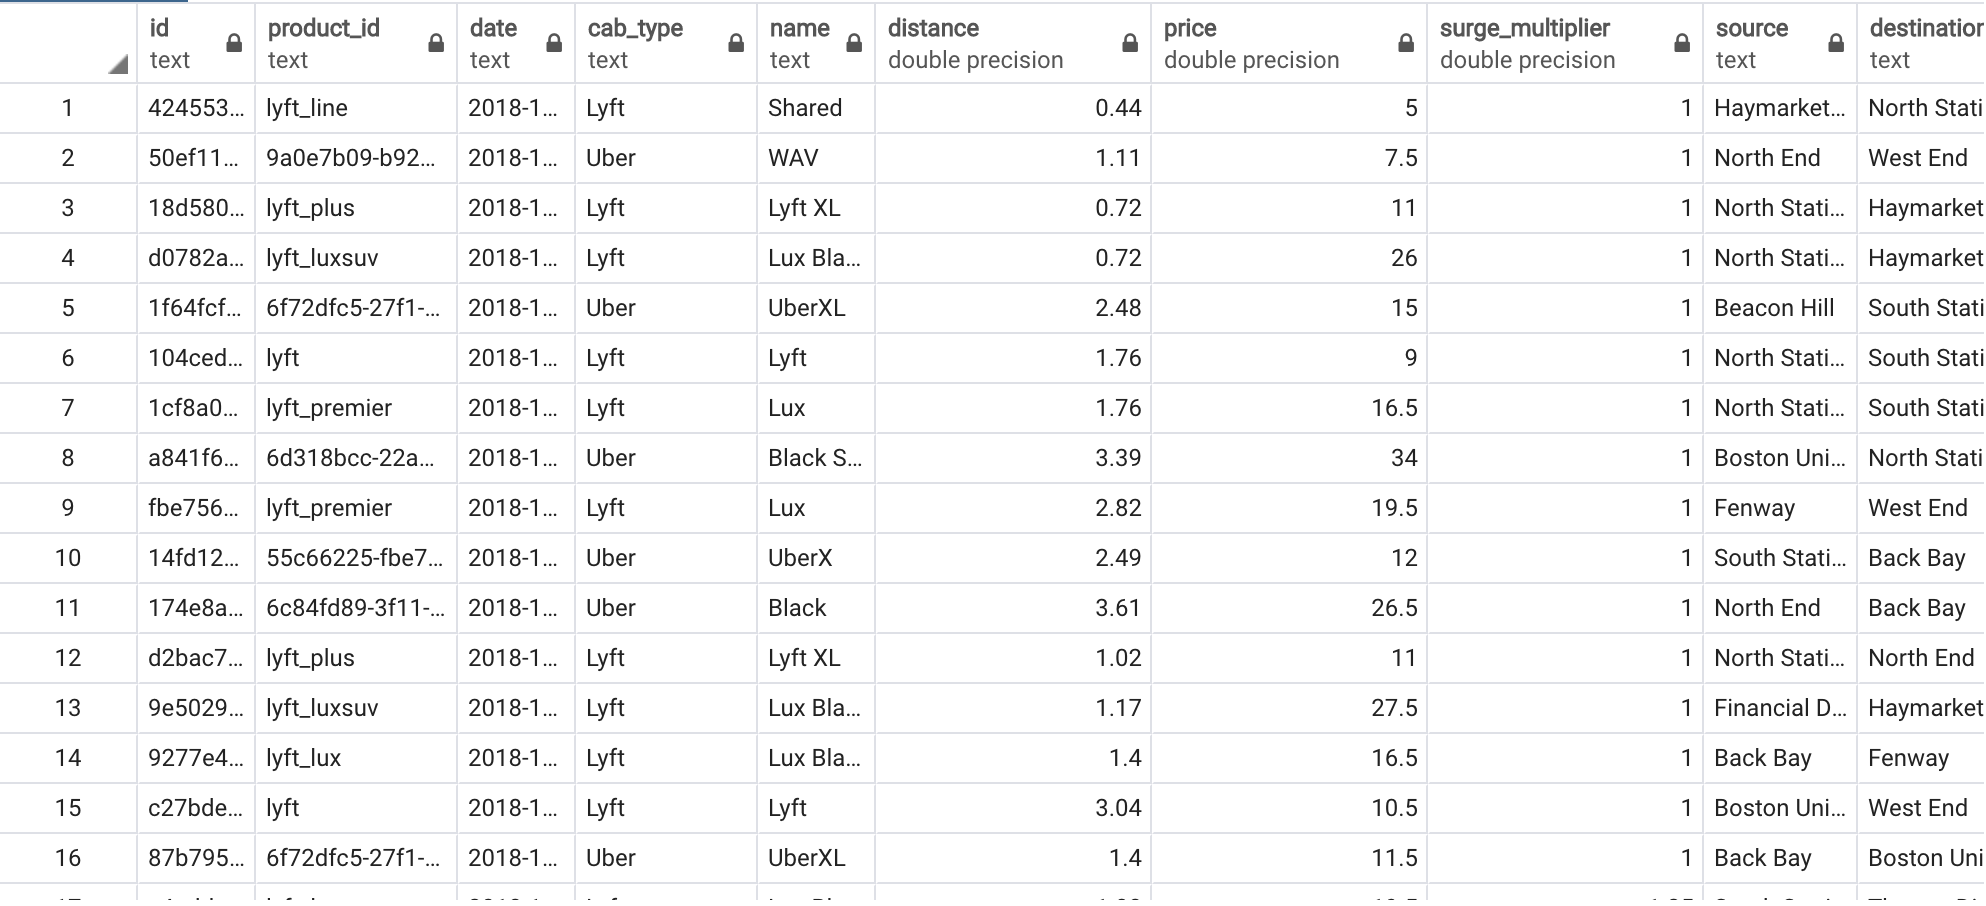 id product_id date cab_type name distance price surge_multiplier source destination
text text text text text double precision double precision double precision text text
1 424553... lyft_line 2018-1... Lyft Shared 0.44 5 1 Haymarket... North Stati
2 50ef11... 9a0e7b09-b92... 2018-1... Uber WAV 1.11 7.5 1 North End West End
3 18d580... lyft_plus 2018-1... Lyft Lyft XL 0.72 11 1 North Stati... Haymarket
4 d0782a... lyft_luxsuv 2018-1... Lyft Lux Bla... 0.72 26 1 North Stati... Haymarket
5 1f64fcf... 6f72dfc5-27f1-... 2018-1... Uber UberXL 2.48 15 1 Beacon Hill South Stati
6 104ced... lyft 2018-1... Lyft Lyft 1.76 9 1 North Stati... South Stati
7 1cf8a0... lyft_premier 2018-1... Lyft Lux 1.76 16.5 1 North Stati... South Stati
8 a841f6... 6d318bcc-22a... 2018-1... Uber Black S... 3.39 34 1 Boston Uni... North Stati
9 fbe756... lyft_premier 2018-1... Lyft Lux 2.82 19.5 1 Fenway West End
10 14fd12... 55c66225-fbe7... 2018-1... Uber UberX 2.49 12 1 South Stati... Back Bay
11 174e8a... 6c84fd89-3f11-... 2018-1... Uber Black 3.61 26.5 1 North End Back Bay
12 d2bac7... lyft_plus 2018-1... Lyft Lyft XL 1.02 11 1 North Stati... North End
13 9e5029... lyft_luxsuv 2018-1... Lyft Lux Bla... 1.17 27.5 1 Financial D... Haymarket
14 9277e4... lyft_lux 2018-1... Lyft Lux Bla... 1.4 16.5 1 Back Bay Fenway
15 c27bde... lyft 2018-1... Lyft Lyft 3.04 10.5 1 Boston Uni... West End
16 87b795... 6f72dfc5-27f1-... 2018-1... Uber UberXL 1.4 11.5 1 Back Bay Boston Uni